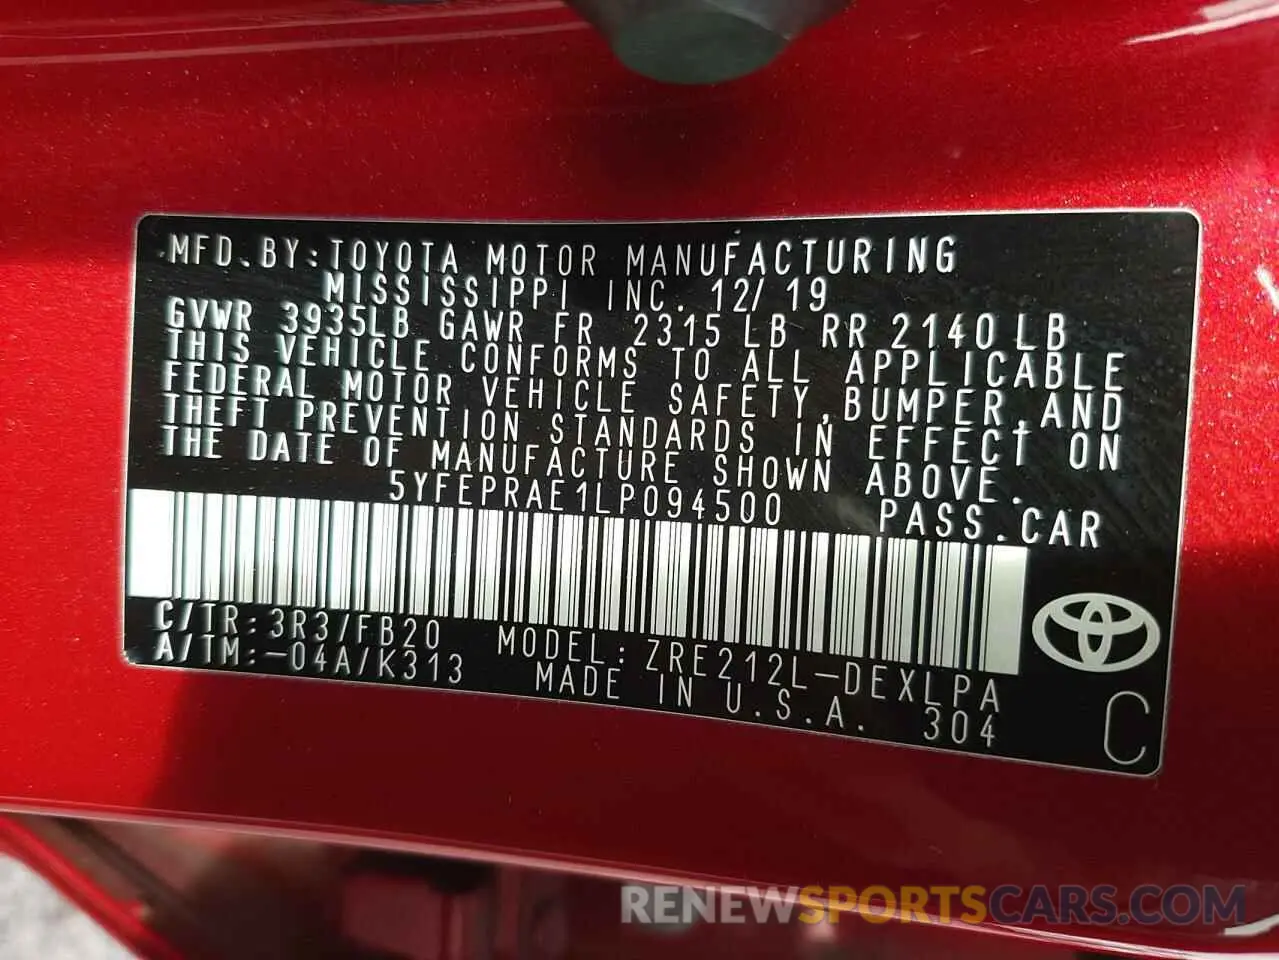 MFD. BY: TOYOTA MOTOR MANUFACTURING
MISSISSIPPI INC. 12/19
GVWR 3935LB GAWR FR 2315 LB RR 2140 LB
THIS VEHICLE CONFORMS TO ALL APPLICABLE
FEDERAL MOTOR VEHICLE SAFETY, BUMPER, AND
THEFT PREVENTION STANDARDS IN EFFECT ON
THE DATE OF MANUFACTURE SHOWN ABOVE.
5YFEPRAE1LP094500 PASS. CAR
C/TR: 3R3/FB20 MODEL: ZRE212L-DEXLPA
A/TM: -04A/K313 MADE IN U.S.A. 304
C
RENEWSPORTSCARS.COM